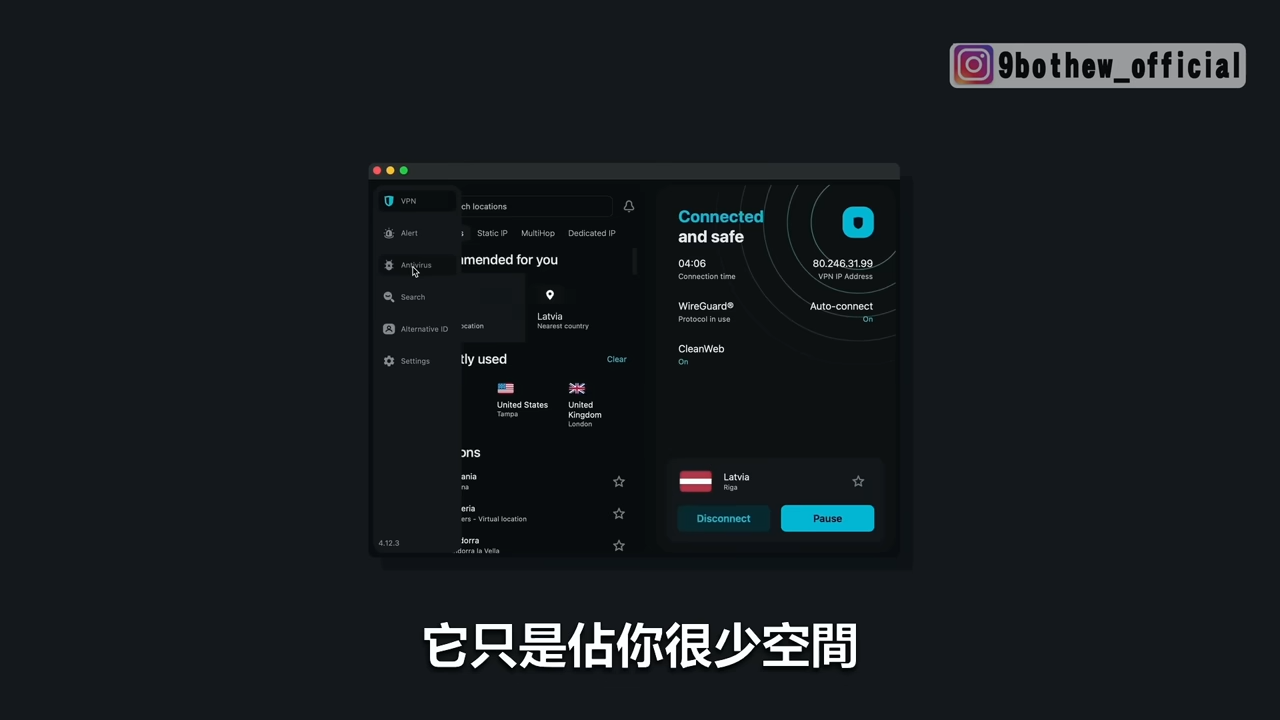 9bothew_official
VPN
Alert
Antivirus
Search
Alternative ID
Settings
4.12.3
ch locations
s Static IP MultiHop Dedicated IP
mmended for you
ocation
Latvia
Nearest country
tly used
Clear
United States
Tampa
United
Kingdom
London
ons
ania
na
eria
ers - Virtual location
dorra
dorra la Vella
Connected
and safe
04:06
Connection time
80.246.31.99
VPN IP Address
WireGuard®
Protocol in use
Auto-connect
On
CleanWeb
On
Latvia
Riga
Disconnect
Pause
它只是佔你很少空間